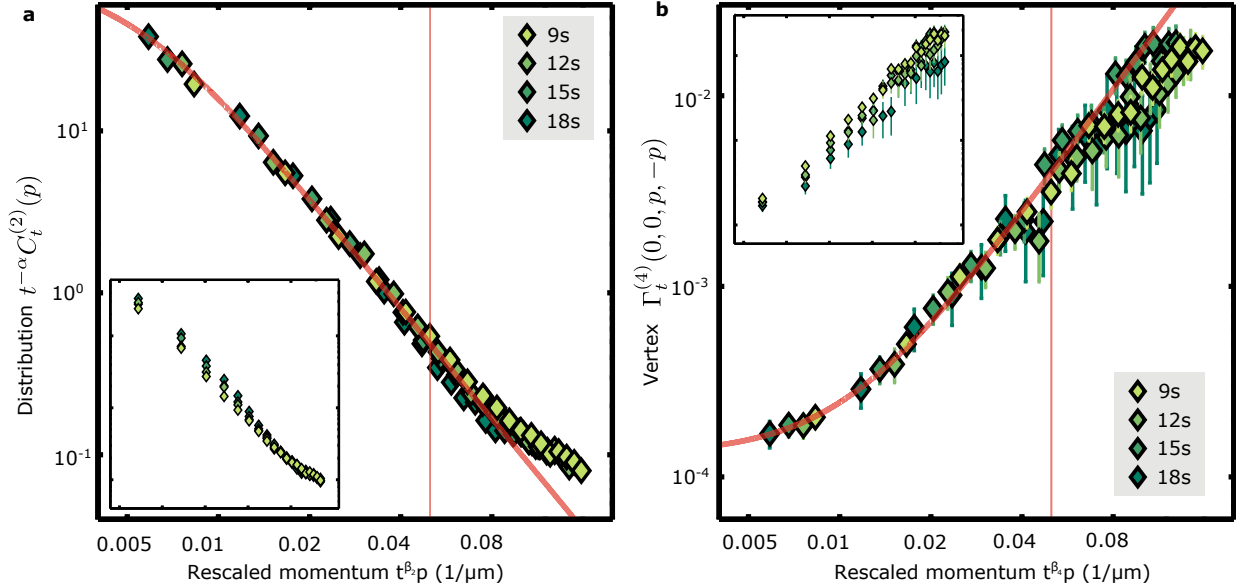 a
Distribution t^{-α}C_t^{(2)}(p)
10^1
10^0
10^{-1}
9s
12s
15s
18s
0.005
0.01
0.02
0.04
0.08
Rescaled momentum t^{β₂}p (1/μm)
b
Vertex Γ_t^{(4)}(0,0,p,−p)
10^{-2}
10^{-3}
10^{-4}
9s
12s
15s
18s
0.005
0.01
0.02
0.04
0.08
Rescaled momentum t^{β₄}p (1/μm)